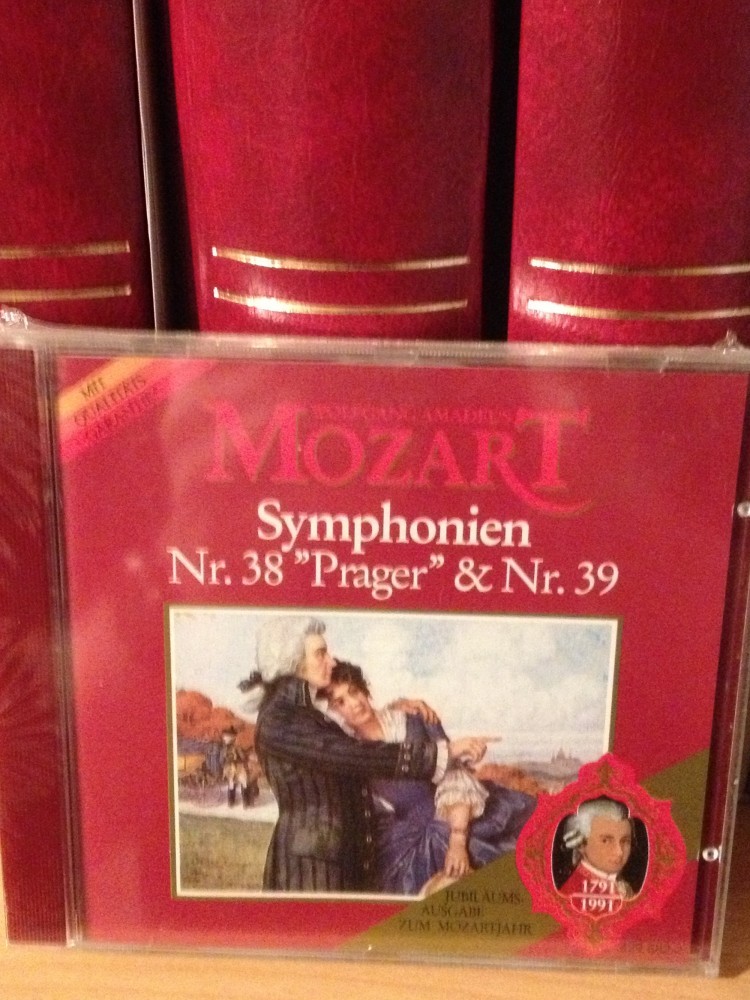 MIT
QUALITÄTS
GARANTIE
WOLFGANG AMADEUS
MOZART
Symphonien
Nr. 38 ”Prager” & Nr. 39
1791
1991
JUBILÄUMS-
AUSGABE
ZUM MOZARTJAHR